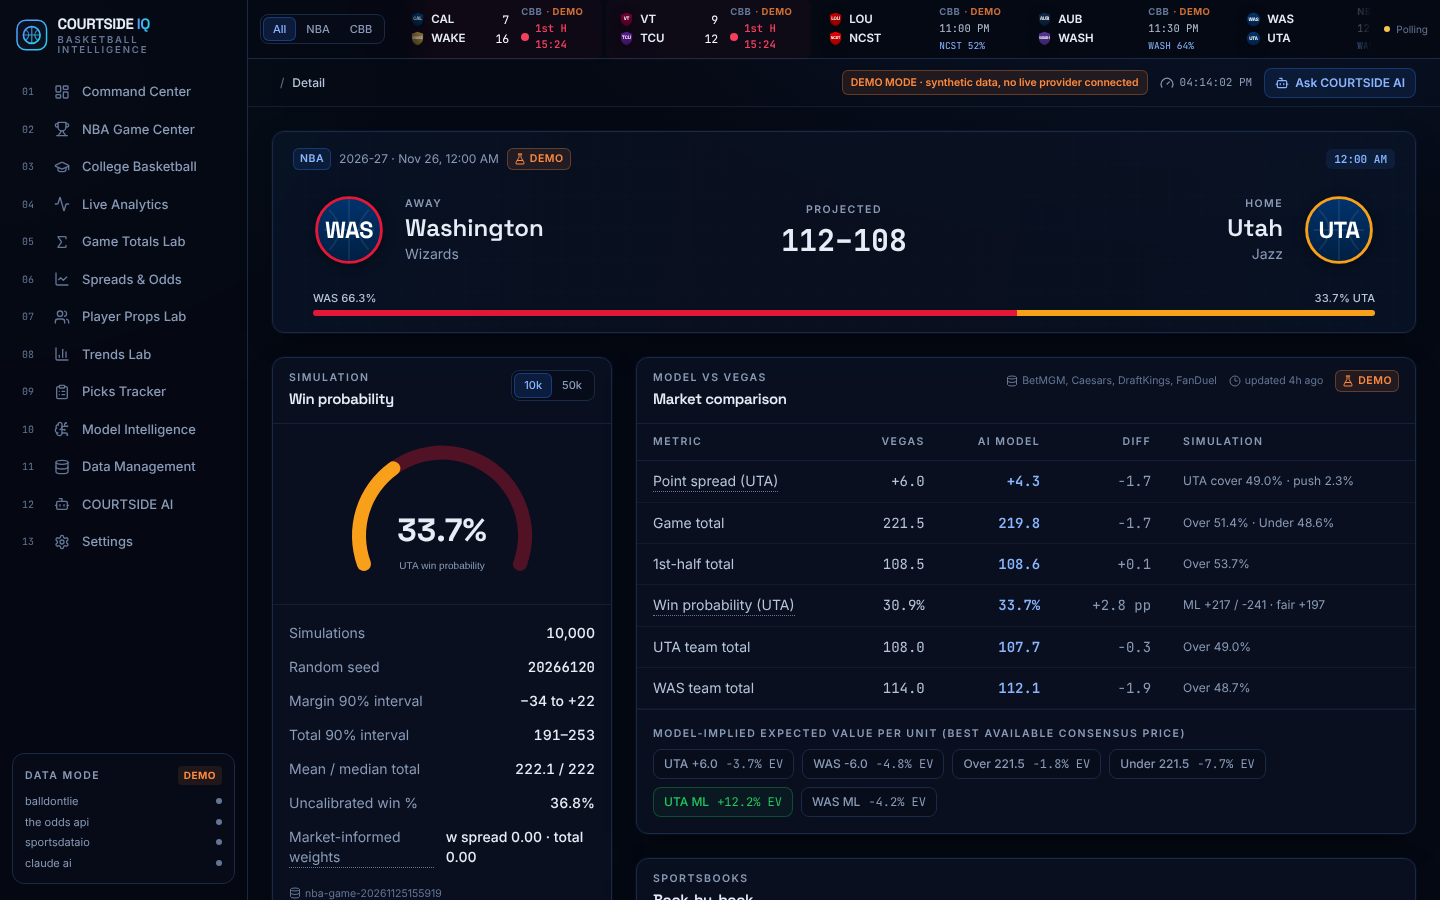 COURTSIDE IQ
BASKETBALL
INTELLIGENCE
01 Command Center
02 NBA Game Center
03 College Basketball
04 Live Analytics
05 Game Totals Lab
06 Spreads & Odds
07 Player Props Lab
08 Trends Lab
09 Picks Tracker
10 Model Intelligence
11 Data Management
12 COURTSIDE AI
13 Settings
DATA MODE DEMO
balldontlie
the odds api
sportsdataio
claude ai
All NBA CBB
CAL 7
WAKE 16
CBB · DEMO
1st H
15:24
VT 9
TCU 12
CBB · DEMO
1st H
15:24
LOU
NCST
CBB · DEMO
11:00 PM
NCST 52%
AUB
WASH
CBB · DEMO
11:30 PM
WASH 64%
WAS
UTA
Polling
/ Detail
DEMO MODE · synthetic data, no live provider connected
04:14:02 PM
Ask COURTSIDE AI
NBA 2026-27 · Nov 26, 12:00 AM DEMO
12:00 AM
WAS
AWAY
Washington
Wizards
PROJECTED
112–108
HOME
Utah
Jazz
UTA
WAS 66.3%
33.7% UTA
SIMULATION
Win probability
10k 50k
33.7%
UTA win probability
Simulations 10,000
Random seed 20266120
Margin 90% interval −34 to +22
Total 90% interval 191–253
Mean / median total 222.1 / 222
Uncalibrated win % 36.8%
Market-informed weights w spread 0.00 · total 0.00
nba-game-20261125155919
MODEL VS VEGAS
Market comparison
BetMGM, Caesars, DraftKings, FanDuel updated 4h ago DEMO
METRIC VEGAS AI MODEL DIFF SIMULATION
Point spread (UTA) +6.0 +4.3 -1.7 UTA cover 49.0% · push 2.3%
Game total 221.5 219.8 -1.7 Over 51.4% · Under 48.6%
1st-half total 108.5 108.6 +0.1 Over 53.7%
Win probability (UTA) 30.9% 33.7% +2.8 pp ML +217 / -241 · fair +197
UTA team total 108.0 107.7 -0.3 Over 49.0%
WAS team total 114.0 112.1 -1.9 Over 48.7%
MODEL-IMPLIED EXPECTED VALUE PER UNIT (BEST AVAILABLE CONSENSUS PRICE)
UTA +6.0 -3.7% EV
WAS -6.0 -4.8% EV
Over 221.5 -1.8% EV
Under 221.5 -7.7% EV
UTA ML +12.2% EV
WAS ML -4.2% EV
SPORTSBOOKS
Book-by-book